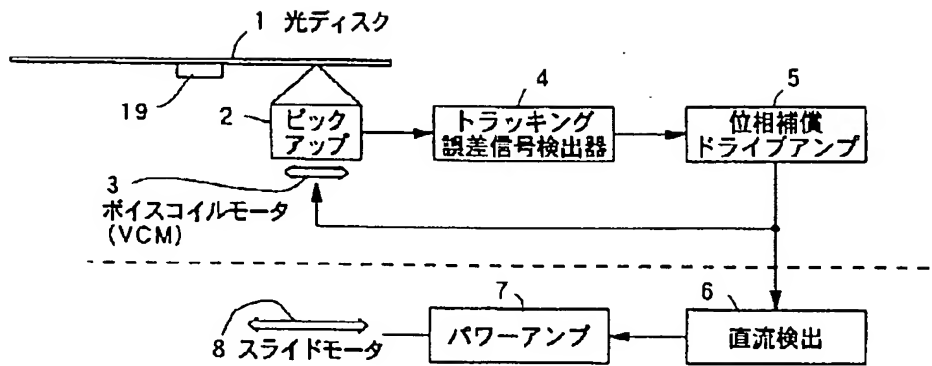 1 光ディスク
19
2
ピック
アップ
4
トラッキング
誤差信号検出器
5
位相補償
ドライブアンプ
3
ボイスコイルモータ
(VCM)
7
パワーアンプ
6
直流検出
8 スライドモータ